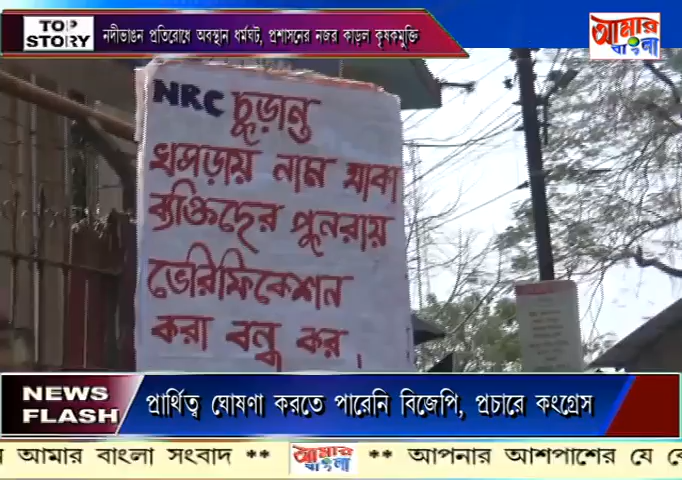 TOP STORY
নদীভাঙন প্রতিরোধে অবস্থান ধর্মঘট, প্রশাসনের নজর কাড়ল কৃষকমুক্তি
আমার বাংলা
NRC চুড়ান্ত
খসড়ায় নাম থাকা
ব্যক্তিছের পুনরায়
ভেরিফিকেশন
করা বন্ধ কর।
NEWS FLASH
প্রার্থিত্ব ঘোষণা করতে পারেনি বিজেপি, প্রচারে কংগ্রেস
আমার বাংলা সংবাদ ** আমার বাংলা ** আপনার আশপাশের যে